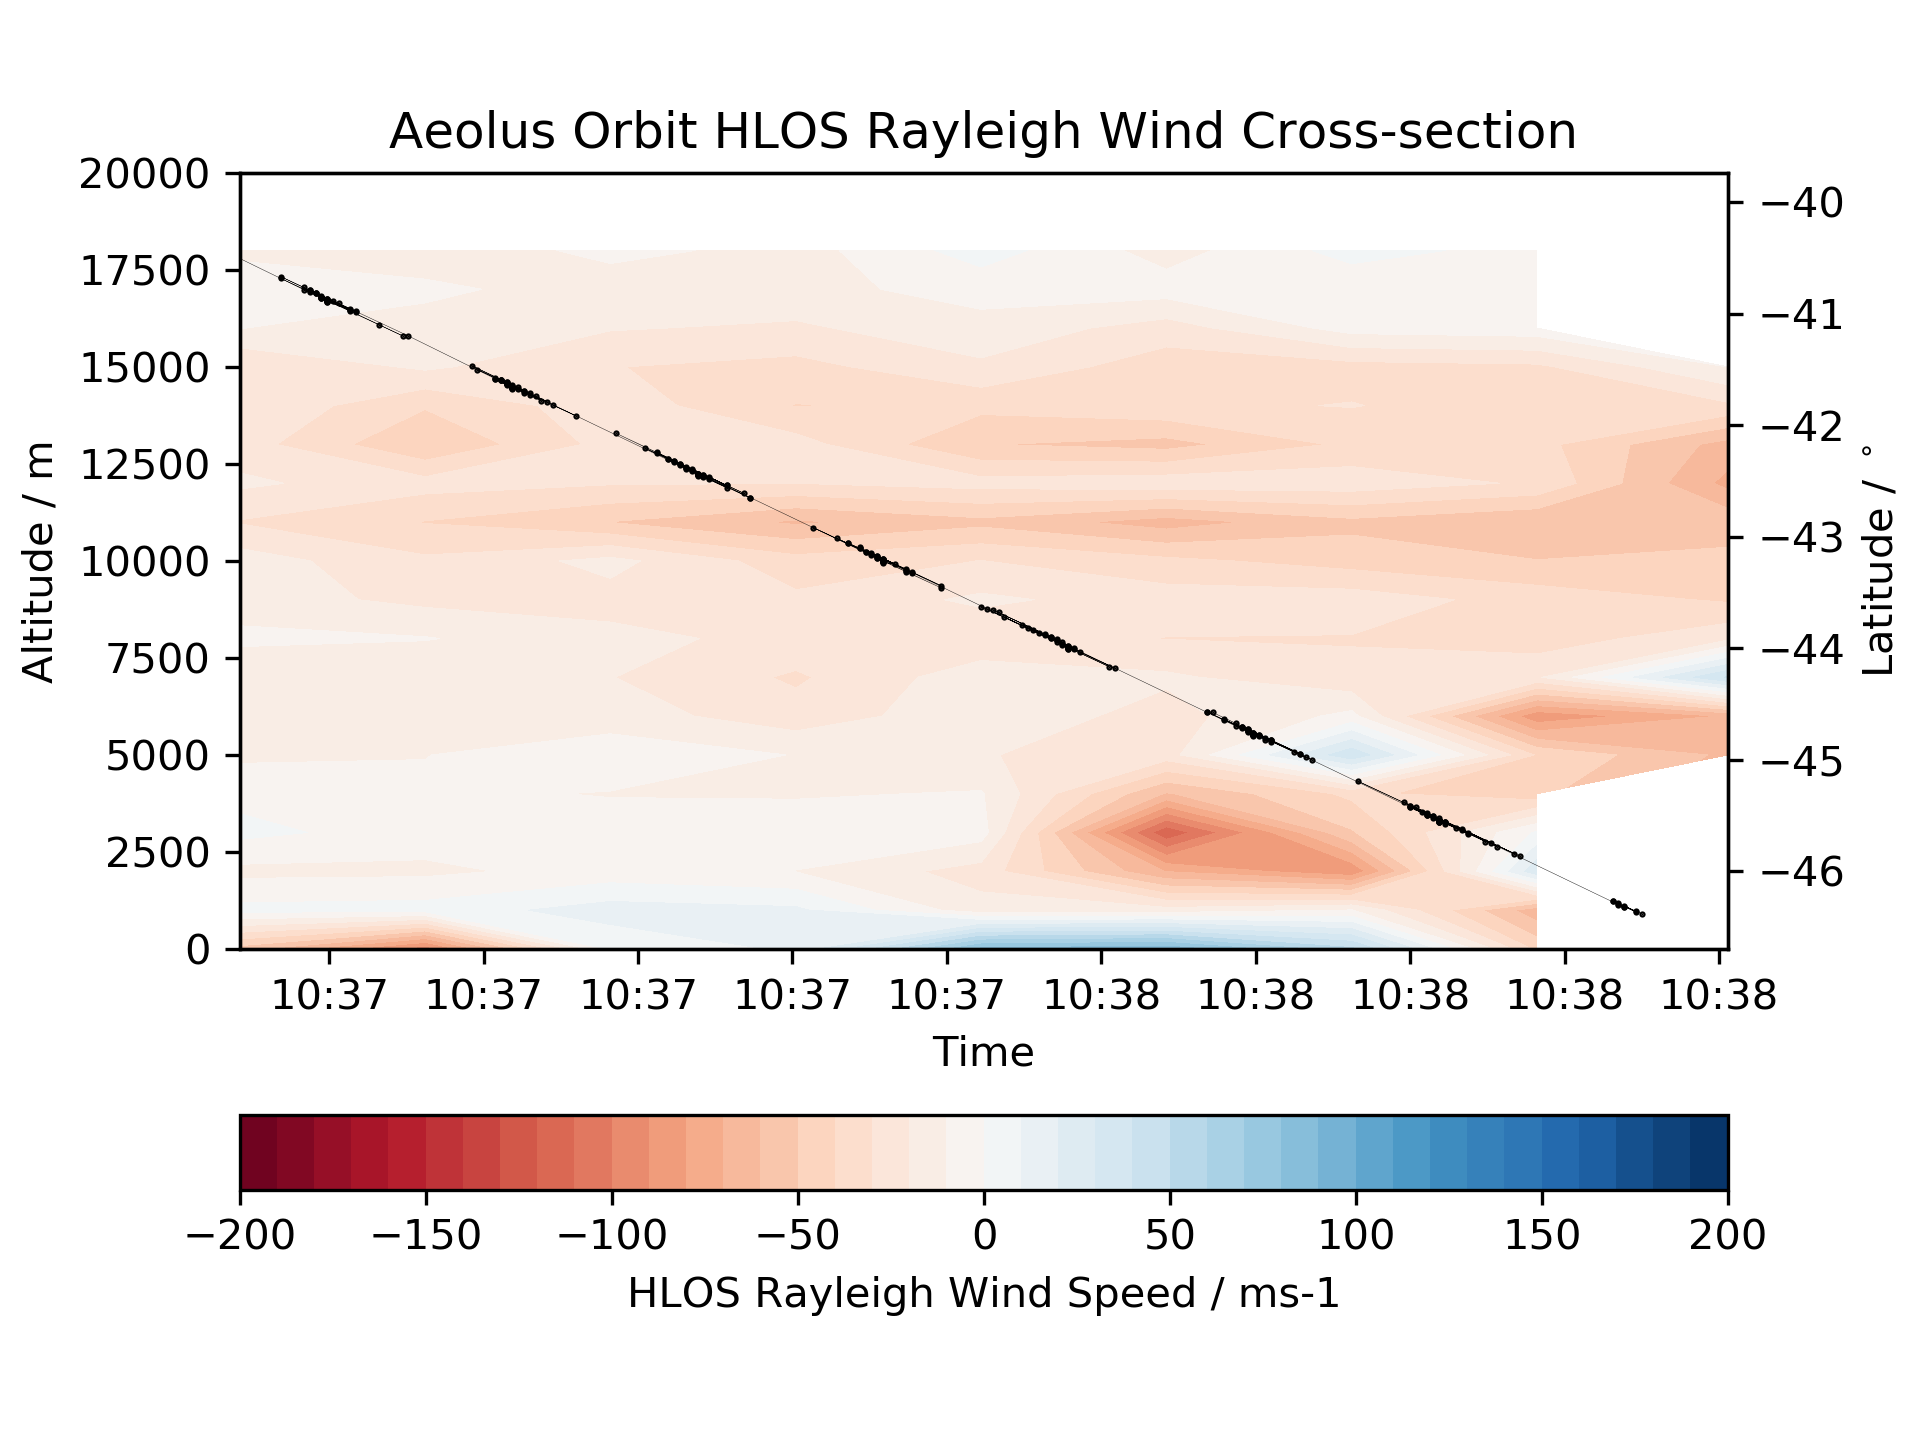 Aeolus Orbit HLOS Rayleigh Wind Cross-section
20000
17500
15000
12500
10000
7500
5000
2500
0
Altitude / m
−40
−41
−42
−43
−44
−45
−46
Latitude / °
10:37 10:37 10:37 10:37 10:37 10:38 10:38 10:38 10:38 10:38
Time
−200 −150 −100 −50 0 50 100 150 200
HLOS Rayleigh Wind Speed / ms-1